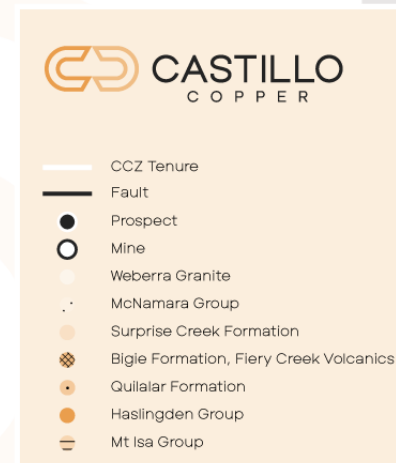 CASTILLO
COPPER
CCZ Tenure
Fault
Prospect
Mine
Weberra Granite
McNamara Group
Surprise Creek Formation
Bigie Formation, Fiery Creek Volcanics
Quilalar Formation
Haslingden Group
Mt Isa Group